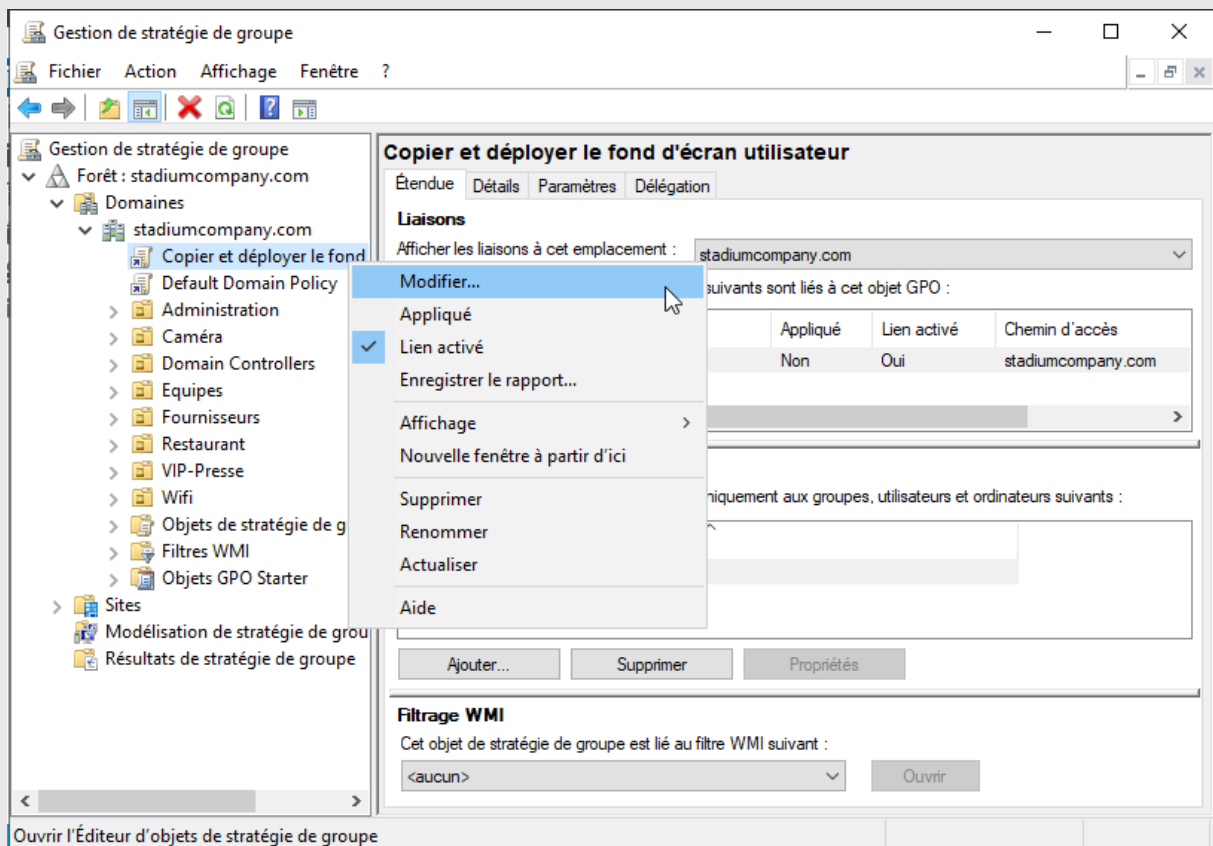 Gestion de stratégie de groupe
Fichier Action Affichage Fenêtre ?
Gestion de stratégie de groupe
Forêt : stadiumcompany.com
Domaines
stadiumcompany.com
Copier et déployer le fond
Default Domain Policy
Administration
Caméra
Domain Controllers
Equipes
Fournisseurs
Restaurant
VIP-Presse
Wifi
Objets de stratégie de g
Filtres WMI
Objets GPO Starter
Sites
Modélisation de stratégie de grou
Résultats de stratégie de groupe
Copier et déployer le fond d'écran utilisateur
Étendue Détails Paramètres Délégation
Liaisons
Afficher les liaisons à cet emplacement : stadiumcompany.com
suivants sont liés à cet objet GPO :
Appliqué Lien activé Chemin d'accès
Non Oui stadiumcompany.com
Modifier...
Appliqué
Lien activé
Enregistrer le rapport...
Affichage
Nouvelle fenêtre à partir d'ici
Supprimer
Renommer
Actualiser
Aide
niquement aux groupes, utilisateurs et ordinateurs suivants :
Ajouter... Supprimer Propriétés
Filtrage WMI
Cet objet de stratégie de groupe est lié au filtre WMI suivant :
<aucun> Ouvrir
Ouvrir l'Éditeur d'objets de stratégie de groupe